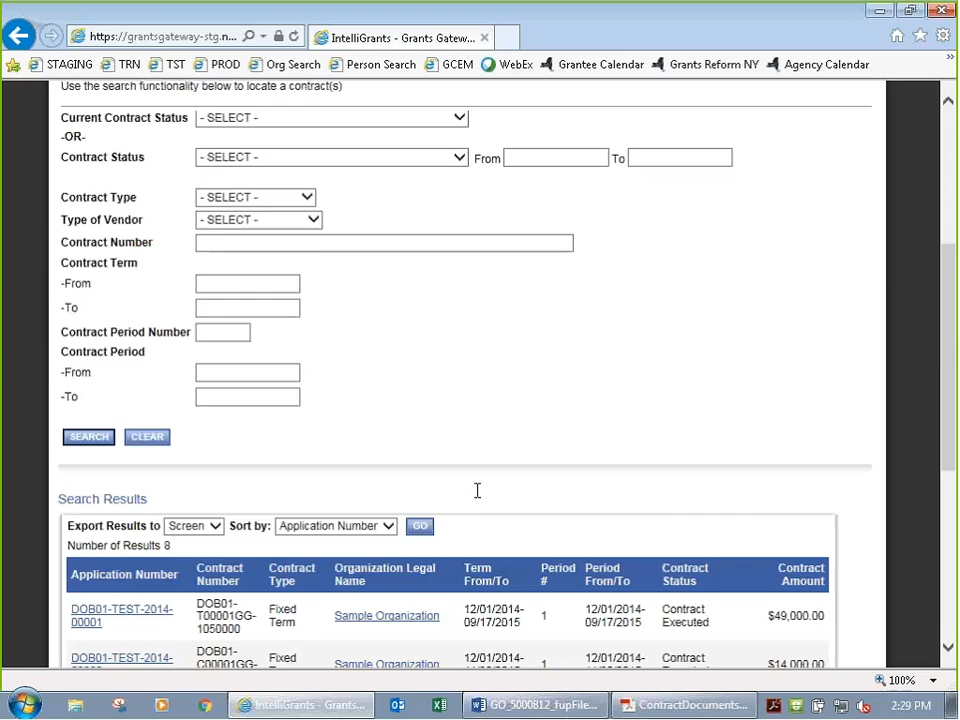 https://grantsgateway-stg.n...
IntelliGrants - Grants Gatew...
STAGING TRN TST PROD Org Search Person Search GCEM WebEx Grantee Calendar Grants Reform NY Agency Calendar »
Use the search functionality below to locate a contract(s)
Current Contract Status - SELECT -
-OR-
Contract Status - SELECT - From To
Contract Type - SELECT -
Type of Vendor - SELECT -
Contract Number
Contract Term
-From
-To
Contract Period Number
Contract Period
-From
-To
SEARCH CLEAR
Search Results
Export Results to Screen Sort by: Application Number GO
Number of Results 8
Application Number Contract Number Contract Type Organization Legal Name Term From/To Period # Period From/To Contract Status Contract Amount
DOB01-TEST-2014-00001 DOB01-T00001GG-1050000 Fixed Term Sample Organization 12/01/2014-09/17/2015 1 12/01/2014-09/17/2015 Contract Executed $49,000.00
DOB01-TEST-2014- DOB01-C00001GG- Fixed Sample Organization 12/01/2014- 1 12/01/2014- Contract $14,000.00
100%
IntelliGrants - Grants... GO_5000812_fupFile... ContractDocuments... 2:29 PM